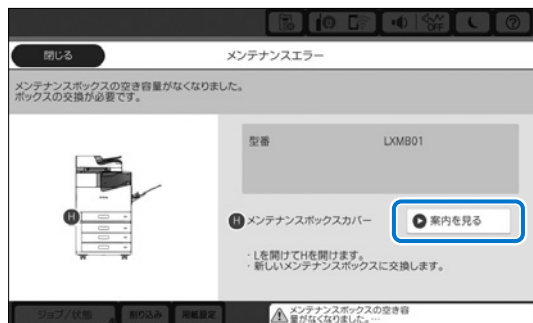 OFF
閉じる
メンテナンスエラー
メンテナンスボックスの空き容量がなくなりました。
ボックスの交換が必要です。
型番 LXMB01
H
H メンテナンスボックスカバー
案内を見る
・Lを開けてHを開けます。
・新しいメンテナンスボックスに交換します。
ジョブ/状態 割り込み 用紙設定
メンテナンスボックスの空き容
量がなくなりました。…